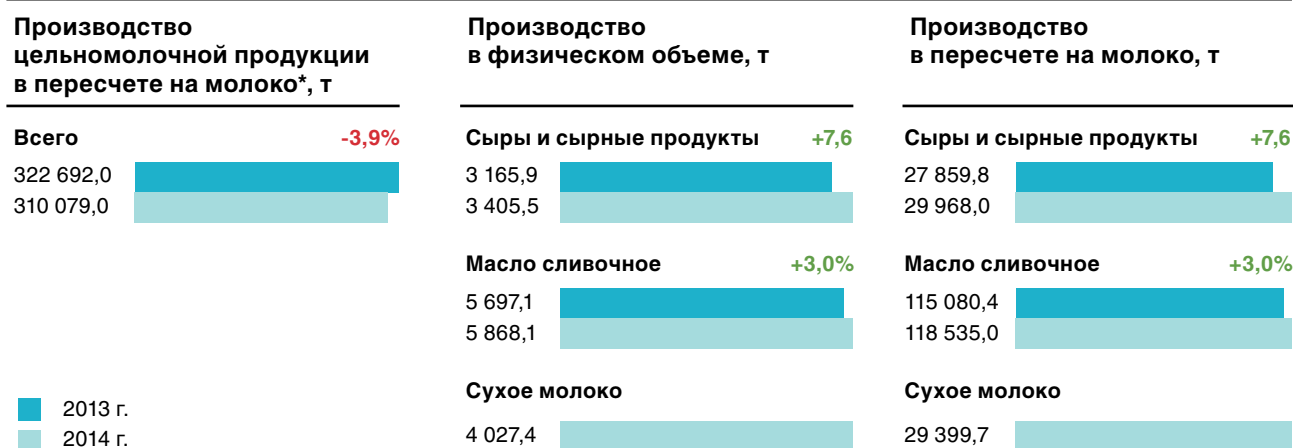 Производство
цельномолочной продукции
в пересчете на молоко*, т
Всего -3,9%
322 692,0
310 079,0
2013 г.
2014 г.
Производство
в физическом объеме, т
Сыры и сырные продукты +7,6
3 165,9
3 405,5
Масло сливочное +3,0%
5 697,1
5 868,1
Сухое молоко
4 027,4
Производство
в пересчете на молоко, т
Сыры и сырные продукты +7,6
27 859,8
29 968,0
Масло сливочное +3,0%
115 080,4
118 535,0
Сухое молоко
29 399,7